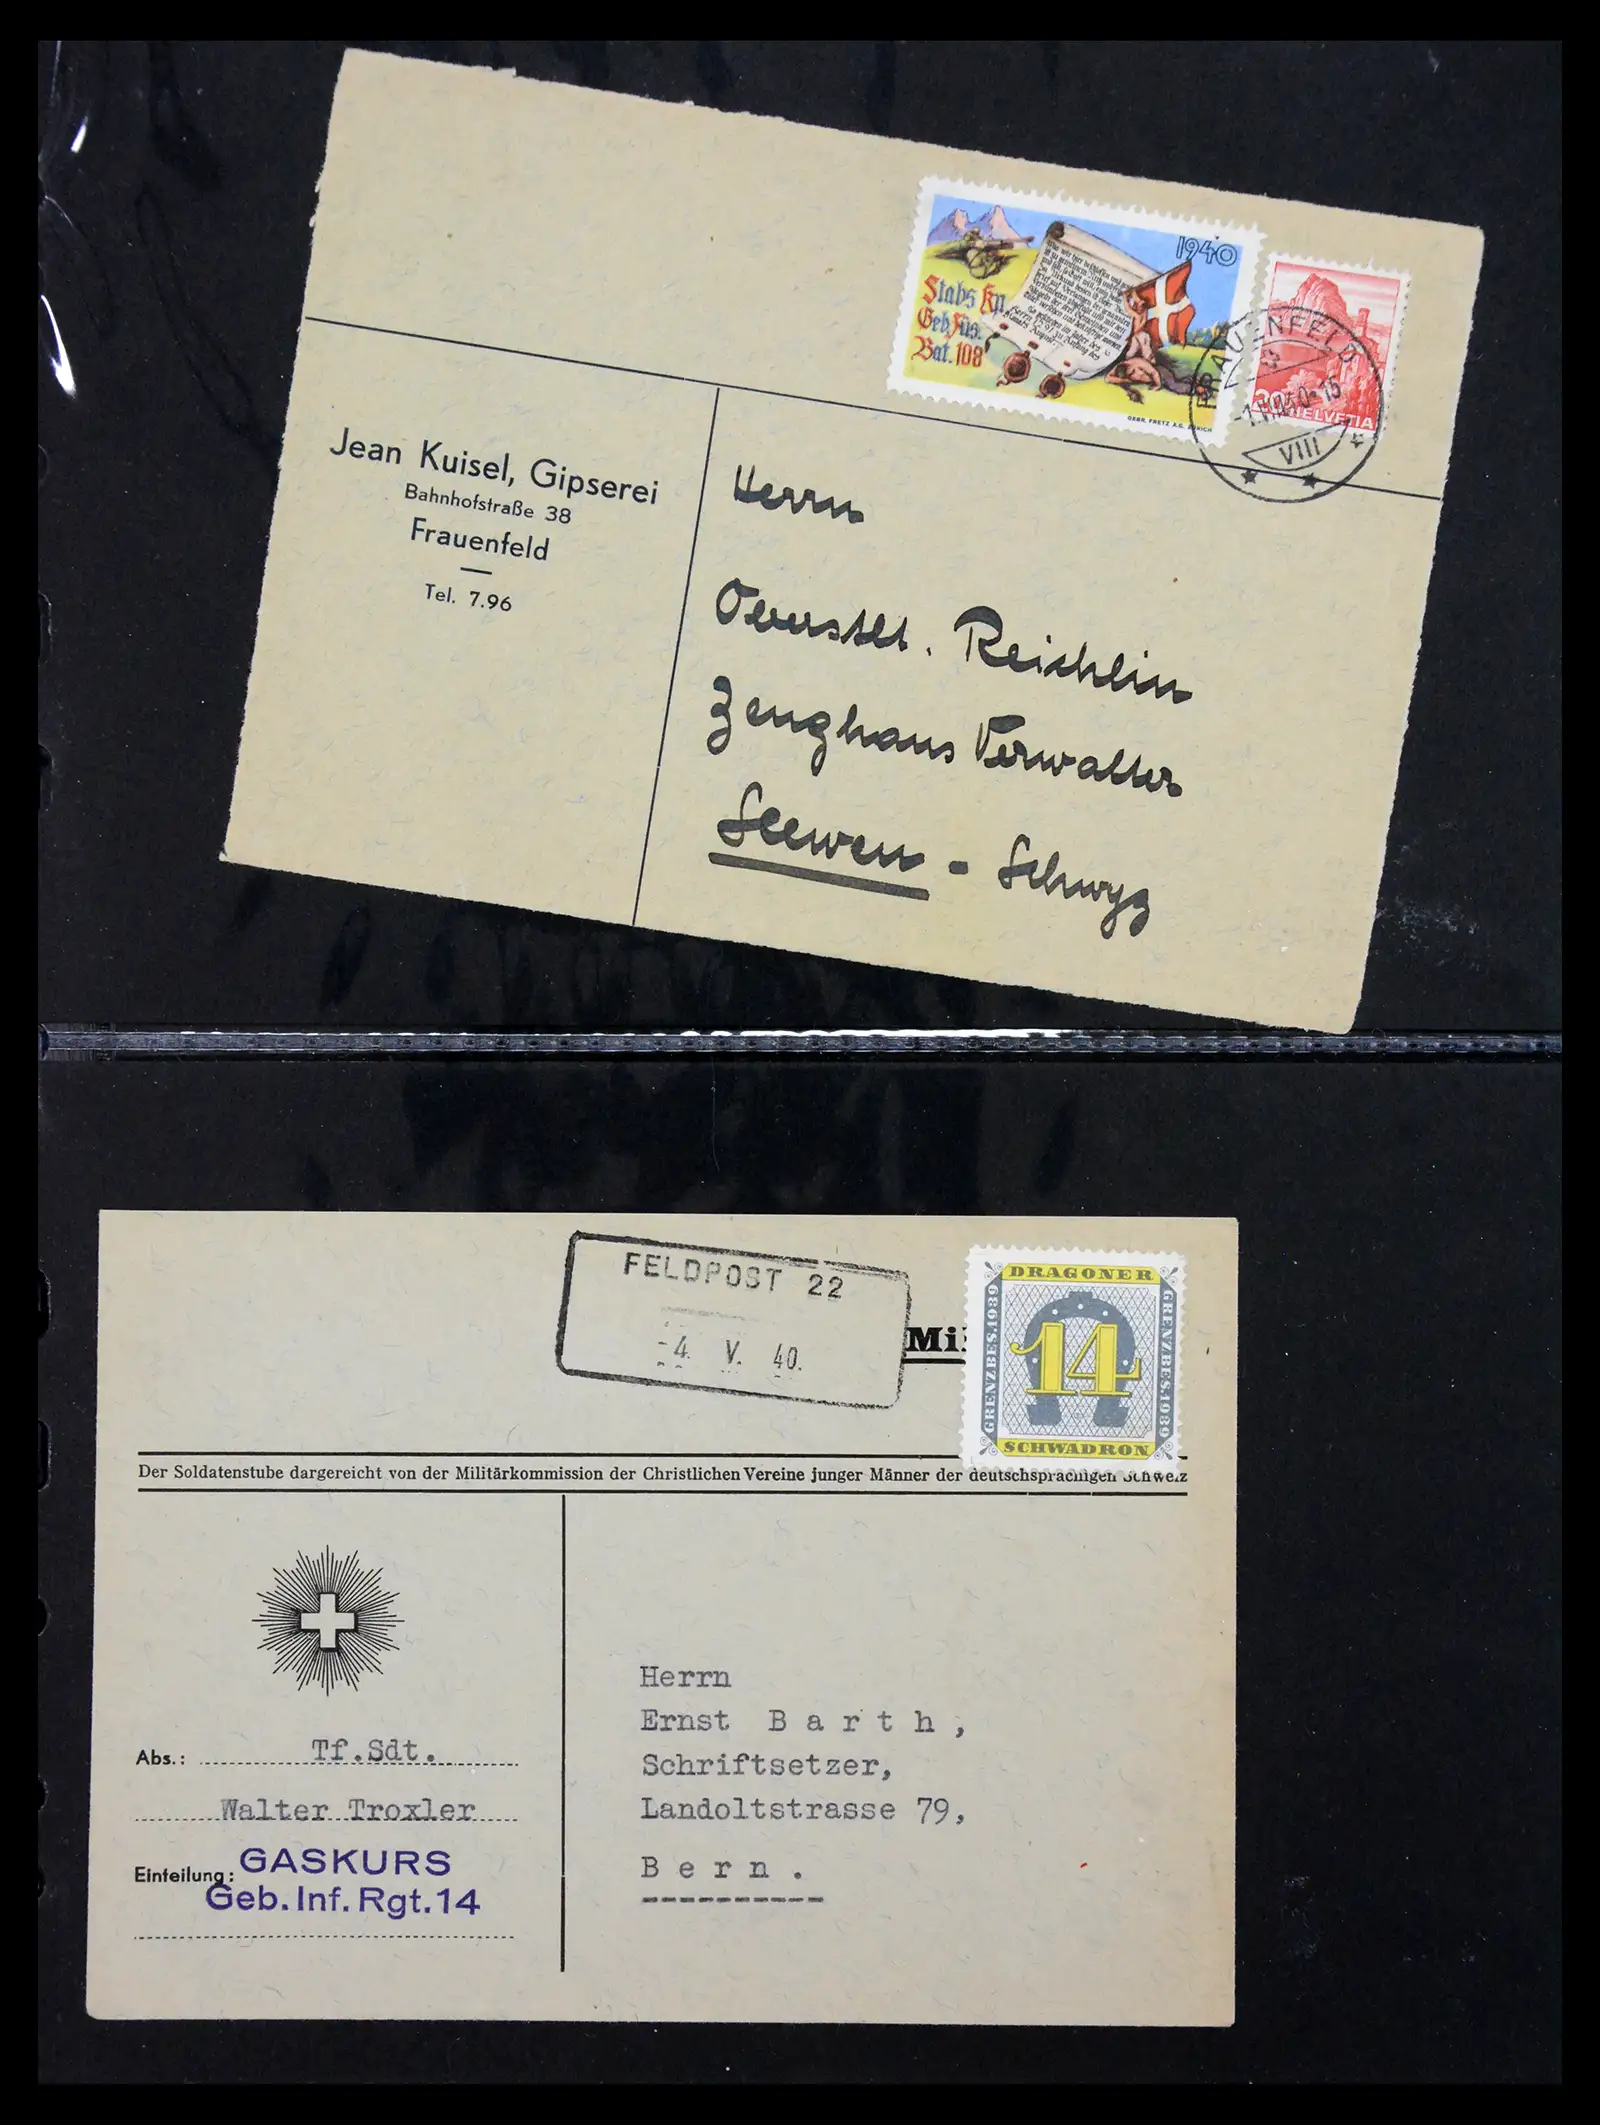 1940
Stabs Kp.
Geb. Füs.
Bat. 108
GEBR. FRETZ A.G. ZÜRICH
HELVETIA
FRAUENFELD
VIII
Jean Kuisel, Gipserei
Bahnhofstraße 38
Frauenfeld
Tel. 7.96
Herrn
Oberstlt. Reichlin
Zeughaus Verwalter
Seewen - Schwyz
FELDPOST 22
-4. V. 40.
DRAGONER
GRENZBES.1939
14
GRENZBES.1939
SCHWADRON
Der Soldatenstube dargereicht von der Militärkommission der Christlichen Vereine junger Männer der deutschsprachigen Schweiz
Abs.: Tf.Sdt.
Walter Troxler
Einteilung: GASKURS
Geb. Inf. Rgt. 14
Herrn
Ernst B a r t h ,
Schriftsetzer,
Landoltstrasse 79,
B e r n .